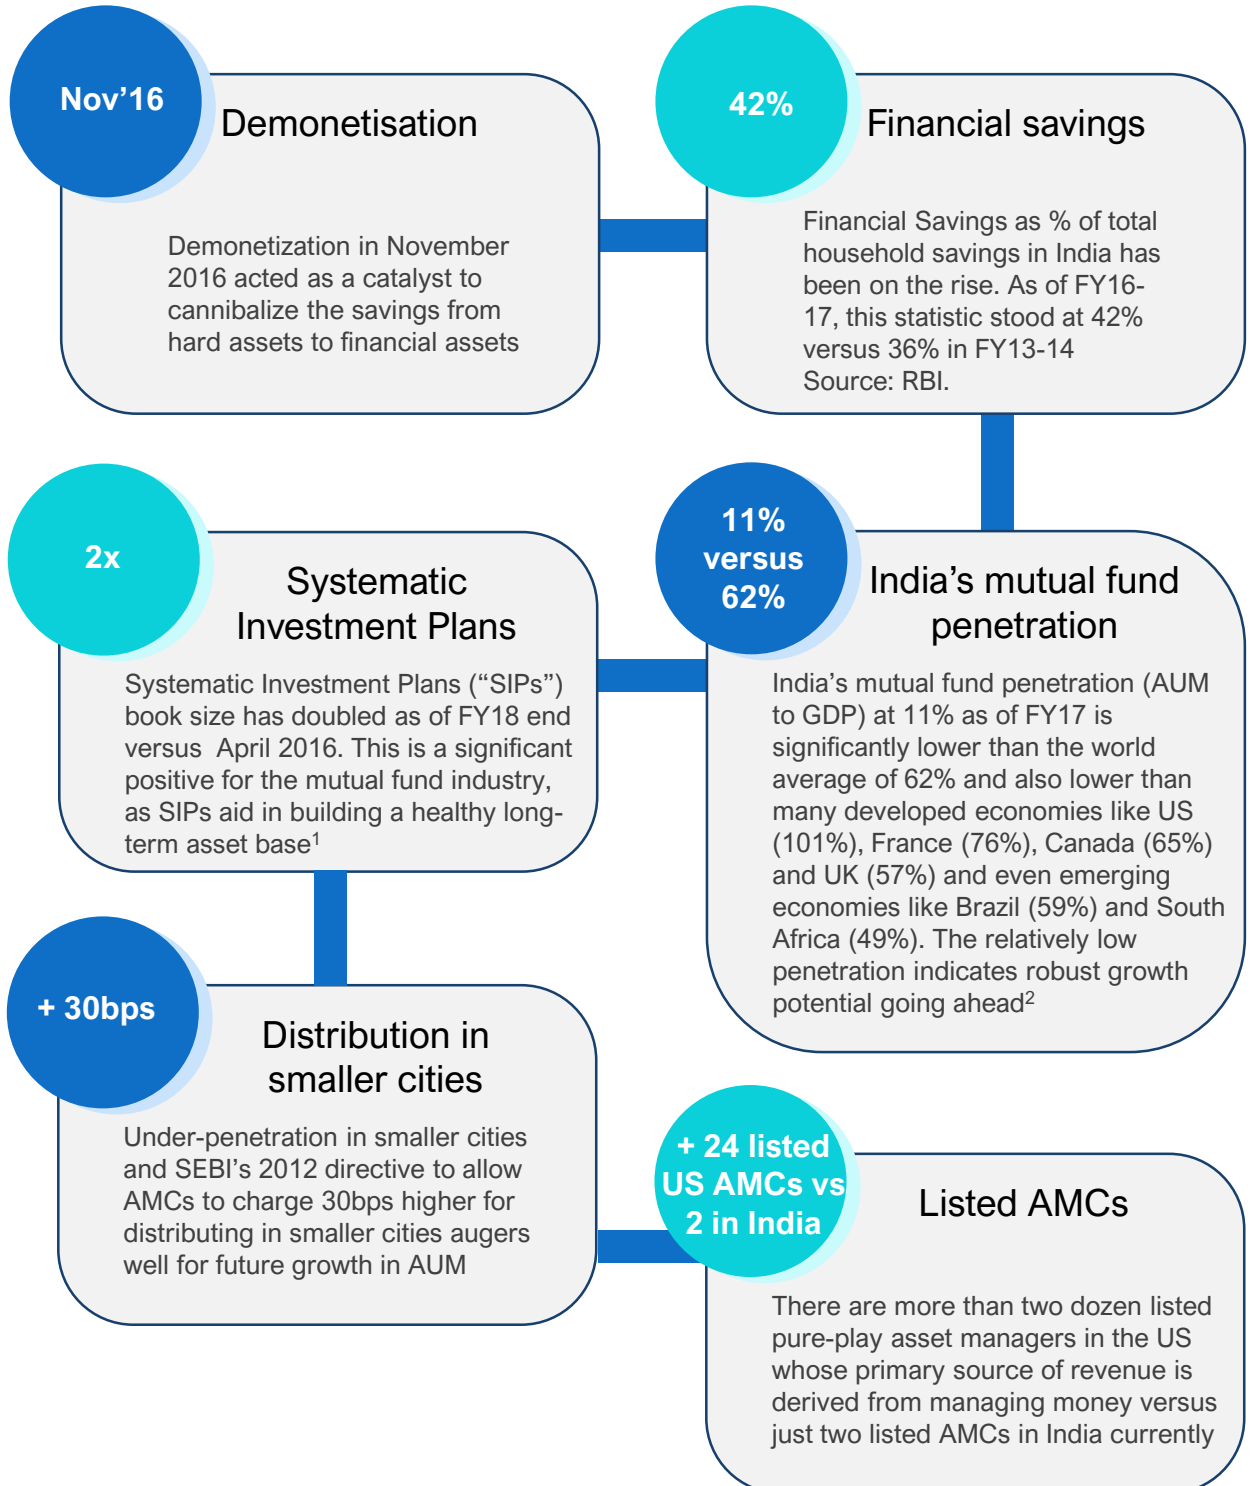 Nov’16
Demonetisation
Demonetization in November
2016 acted as a catalyst to
cannibalize the savings from
hard assets to financial assets
42%
Financial savings
Financial Savings as % of total
household savings in India has
been on the rise. As of FY16-
17, this statistic stood at 42%
versus 36% in FY13-14
Source: RBI.
11%
versus
62%
India’s mutual fund
penetration
India’s mutual fund penetration (AUM
to GDP) at 11% as of FY17 is
significantly lower than the world
average of 62% and also lower than
many developed economies like US
(101%), France (76%), Canada (65%)
and UK (57%) and even emerging
economies like Brazil (59%) and South
Africa (49%). The relatively low
penetration indicates robust growth
potential going ahead2
2x
Systematic
Investment Plans
Systematic Investment Plans (“SIPs”)
book size has doubled as of FY18 end
versus  April 2016. This is a significant
positive for the mutual fund industry,
as SIPs aid in building a healthy long-
term asset base1
+ 30bps
Distribution in
smaller cities
Under-penetration in smaller cities
and SEBI’s 2012 directive to allow
AMCs to charge 30bps higher for
distributing in smaller cities augers
well for future growth in AUM
+ 24 listed
US AMCs vs
2 in India
Listed AMCs
There are more than two dozen listed
pure-play asset managers in the US
whose primary source of revenue is
derived from managing money versus
just two listed AMCs in India currently